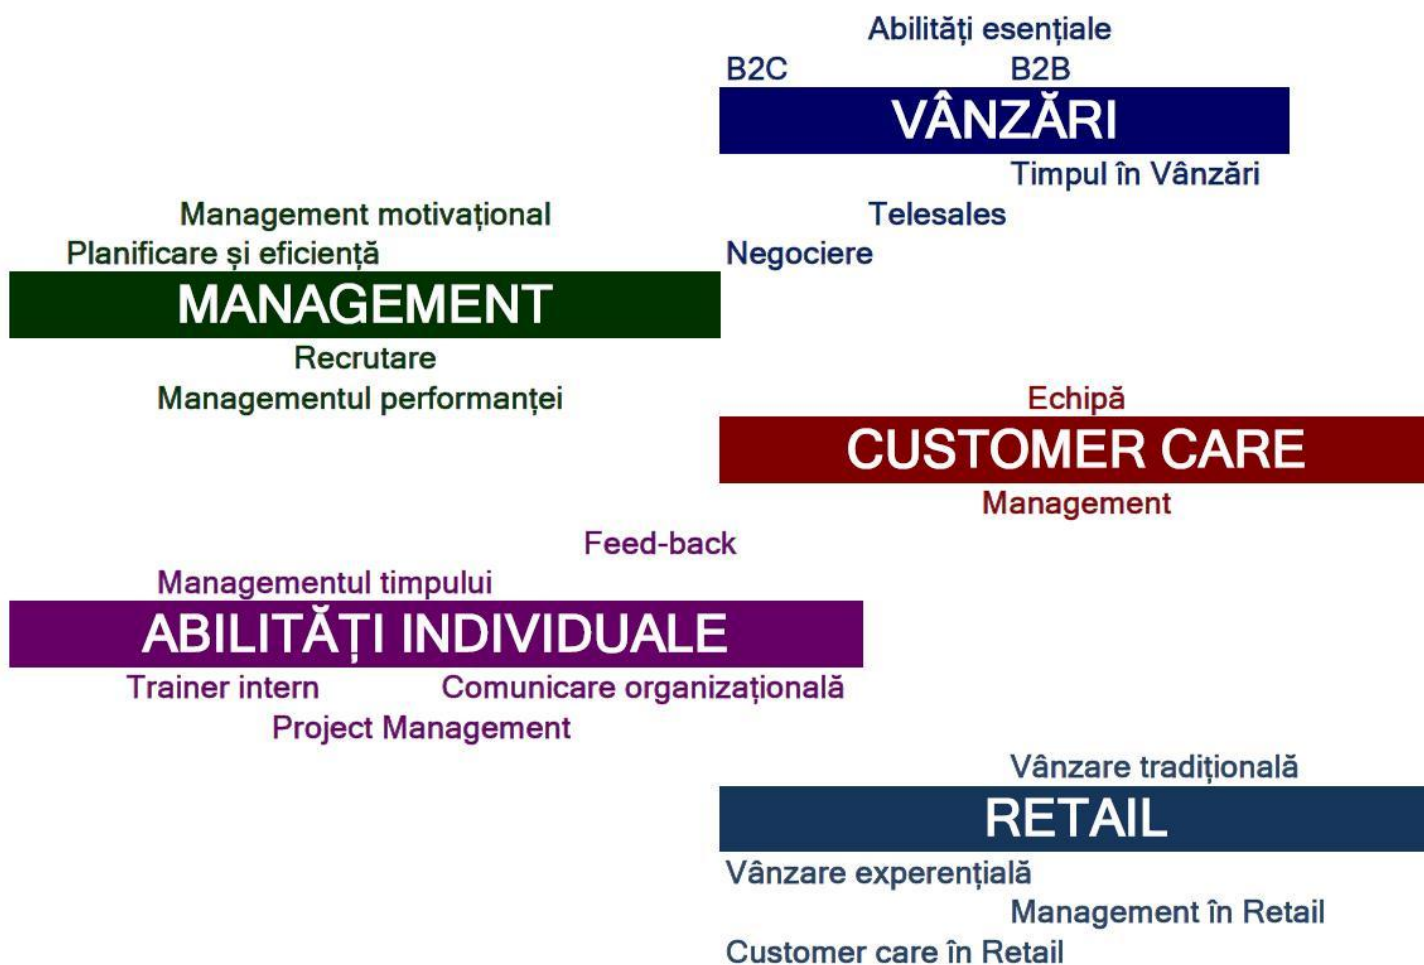 Abilități esențiale
B2C B2B
VÂNZĂRI
Timpul în Vânzări
Telesales
Negociere
Management motivațional
Planificare și eficiență
MANAGEMENT
Recrutare
Managementul performanței
Echipă
CUSTOMER CARE
Management
Feed-back
Managementul timpului
ABILITĂȚI INDIVIDUALE
Trainer intern Comunicare organizațională
Project Management
Vânzare tradițională
RETAIL
Vânzare experențială
Management în Retail
Customer care în Retail